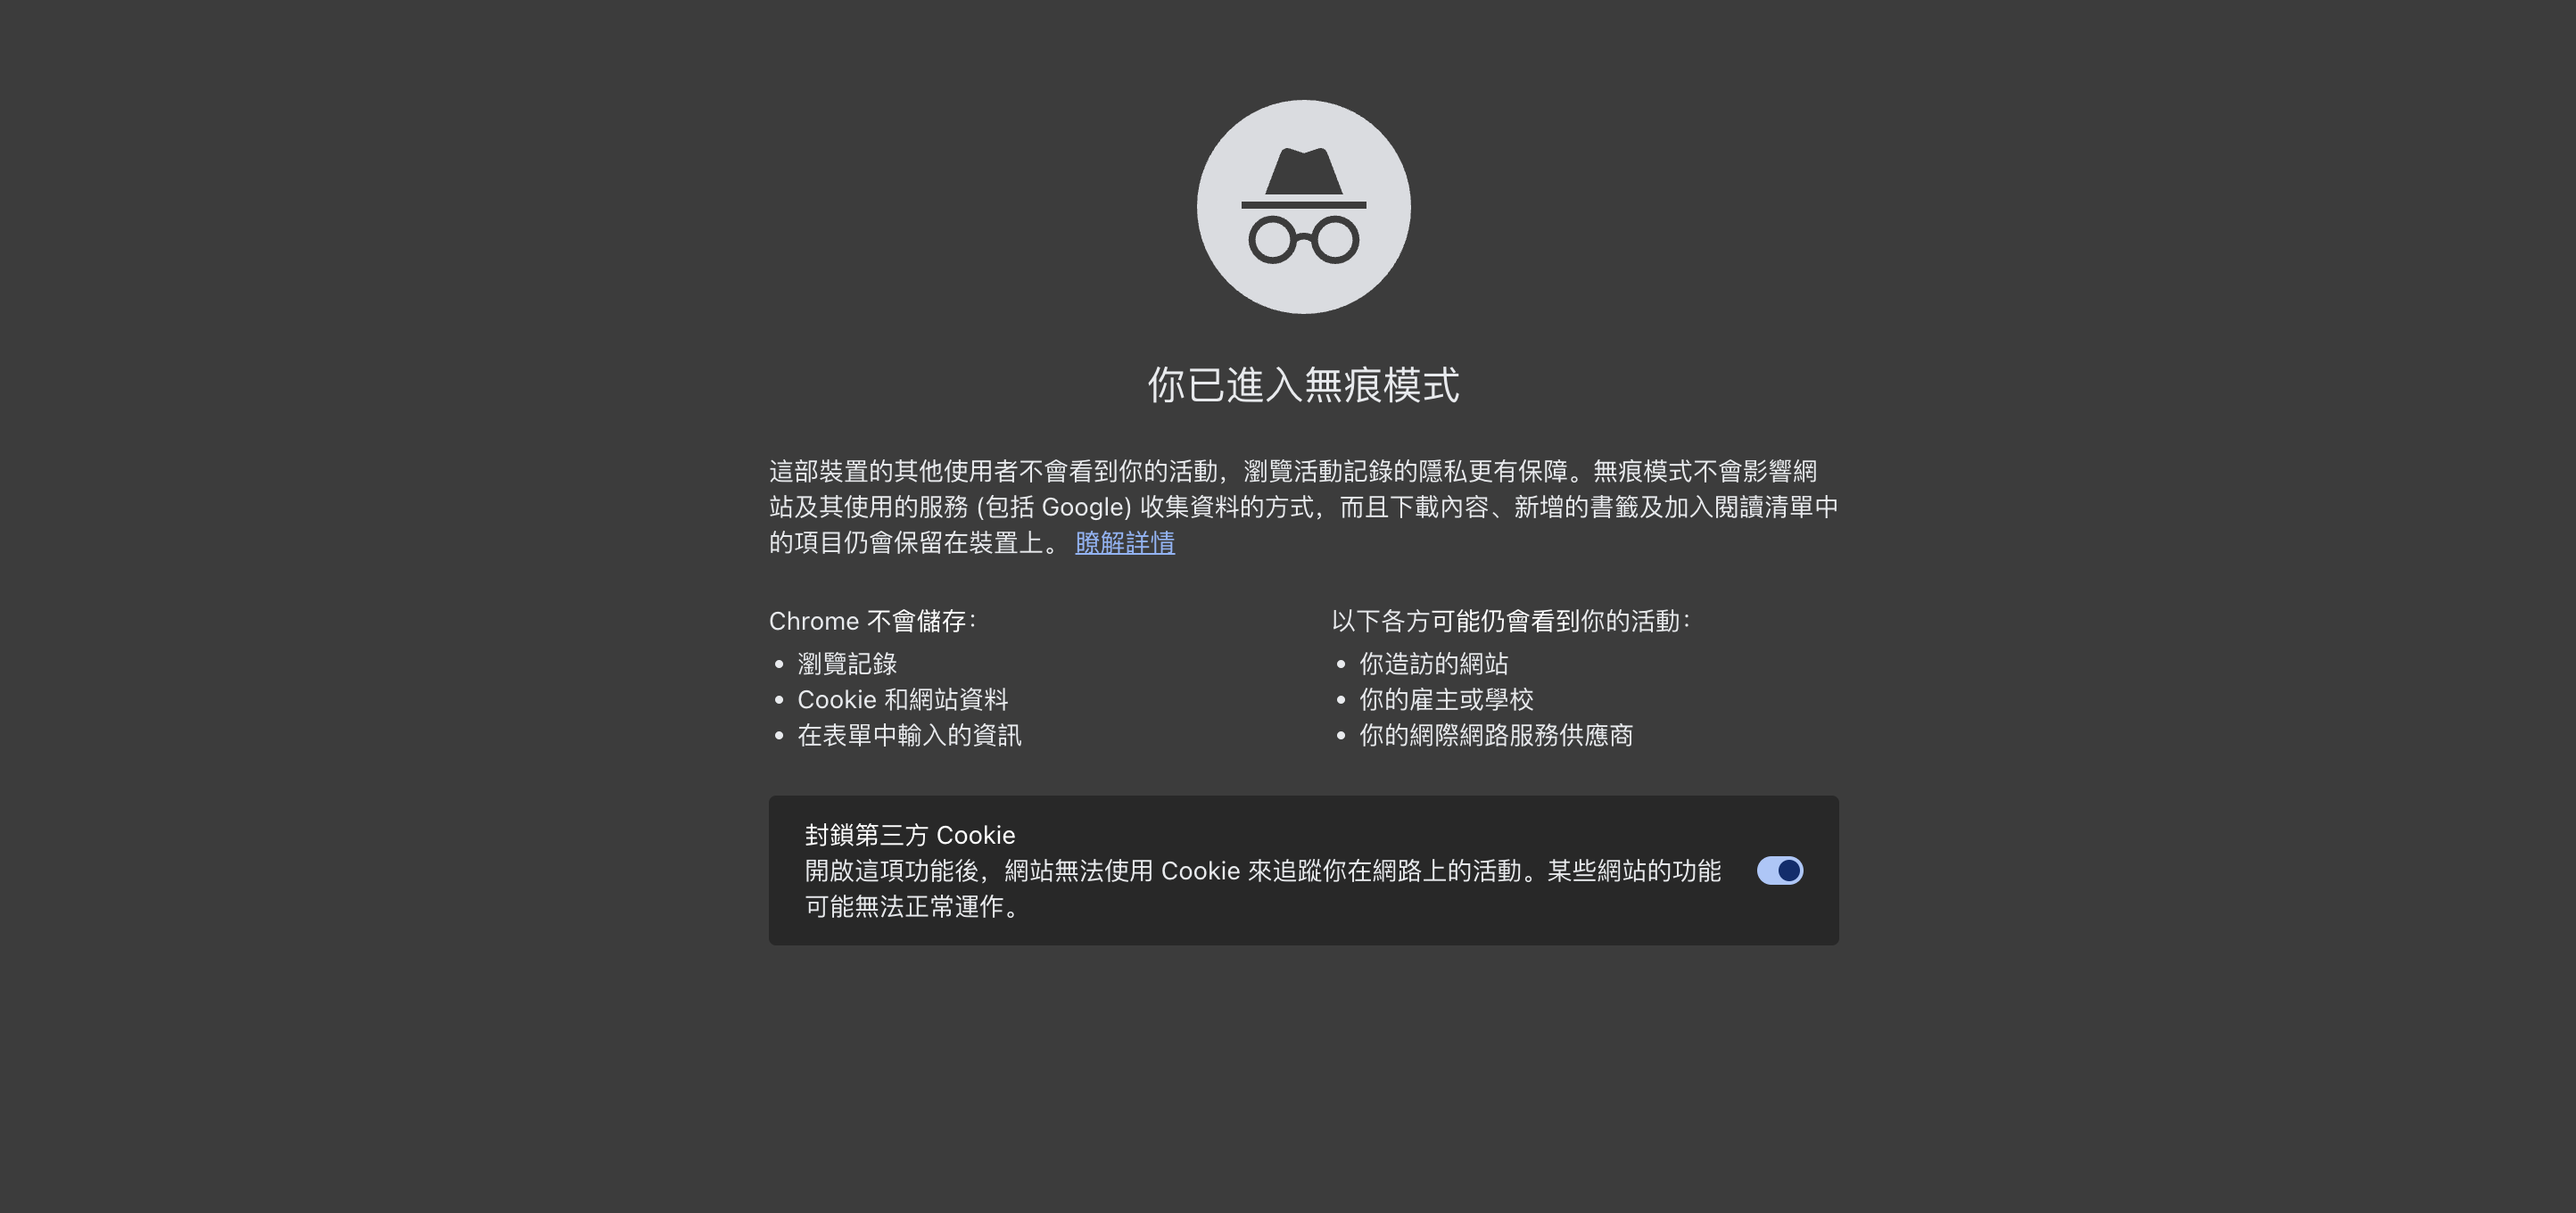 你已進入無痕模式
這部裝置的其他使用者不會看到你的活動，瀏覽活動記錄的隱私更有保障。無痕模式不會影響網
站及其使用的服務 (包括 Google) 收集資料的方式，而且下載內容、新增的書籤及加入閱讀清單中
的項目仍會保留在裝置上。 瞭解詳情
Chrome 不會儲存：
瀏覽記錄
Cookie 和網站資料
在表單中輸入的資訊
以下各方可能仍會看到你的活動：
你造訪的網站
你的雇主或學校
你的網際網路服務供應商
封鎖第三方 Cookie
開啟這項功能後，網站無法使用 Cookie 來追蹤你在網路上的活動。某些網站的功能
可能無法正常運作。